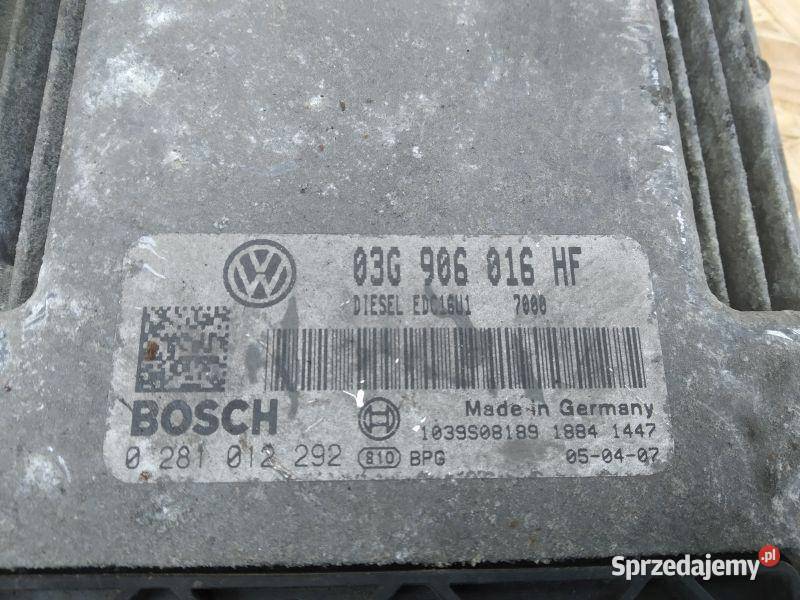 03G 906 016 HF
DIESEL EDC16U1 7000
BOSCH
Made in Germany
1039S08189 1884 1447
0 281 012 292 810 BPG 05-04-07
Sprzedajemy.pl